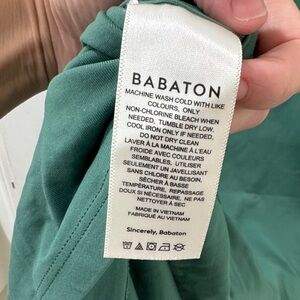 BABATON
MACHINE WASH COLD WITH LIKE
COLOURS, ONLY
NON-CHLORINE BLEACH WHEN
NEEDED. TUMBLE DRY LOW.
COOL IRON ONLY IF NEEDED.
DO NOT DRY CLEAN
LAVER À LA MACHINE À L'EAU
FROIDE AVEC COULEURS
SEMBLABLES, UTILISER
SEULEMENT UN JAVELLISANT
SANS CHLORE AU BESOIN.
SÉCHER À BASSE
TEMPÉRATURE. REPASSAGE
DOUX SI NÉCESSAIRE. NE PAS
NETTOYER À SEC
MADE IN VIETNAM
FABRIQUÉ AU VIETNAM
Sincerely, Babaton